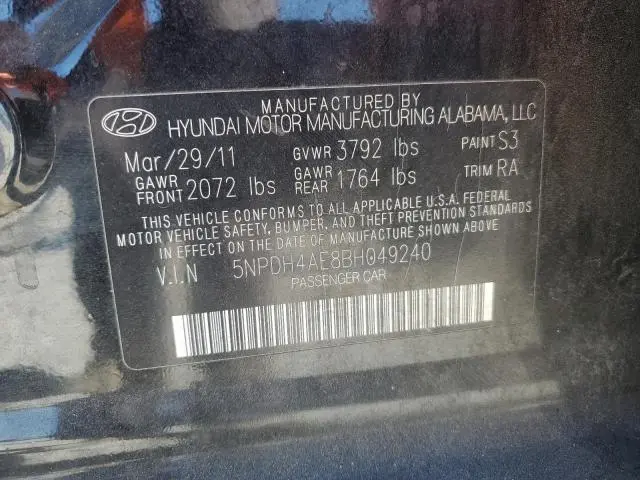 MANUFACTURED BY
HYUNDAI MOTOR MANUFACTURING ALABAMA, LLC
Mar/29/11 GVWR 3792 lbs PAINT S3
GAWR FRONT 2072 lbs GAWR REAR 1764 lbs TRIM RA
THIS VEHICLE CONFORMS TO ALL APPLICABLE U.S.A. FEDERAL
MOTOR VEHICLE SAFETY, BUMPER, AND THEFT PREVENTION STANDARDS
IN EFFECT ON THE DATE OF MANUFACTURE SHOWN ABOVE.
V.I.N 5NPDH4AE8BH049240
PASSENGER CAR